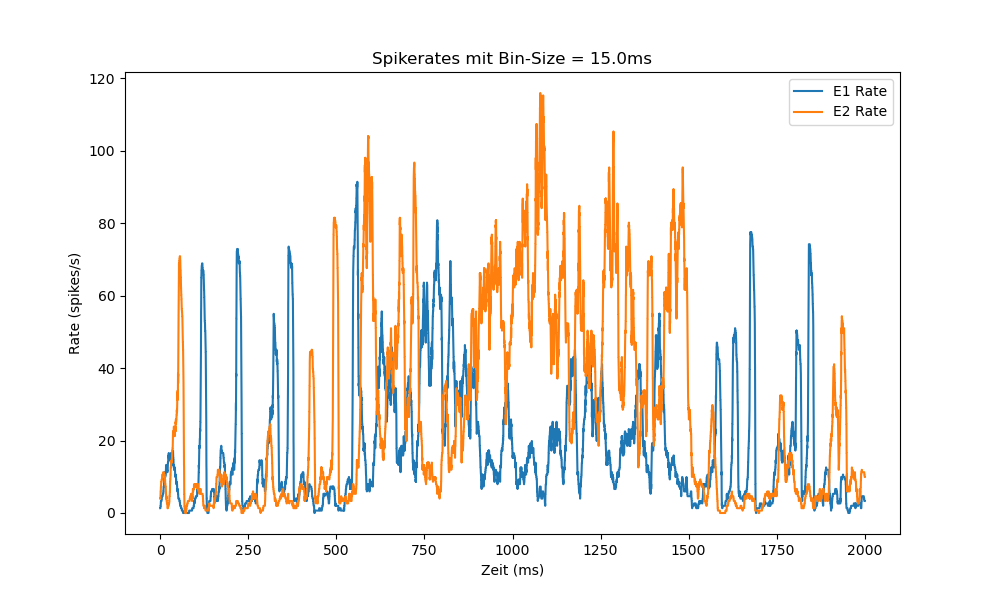 Spikerates mit Bin-Size = 15.0ms
E1 Rate
E2 Rate
Rate (spikes/s)
120
100
80
60
40
20
0
0 250 500 750 1000 1250 1500 1750 2000
Zeit (ms)